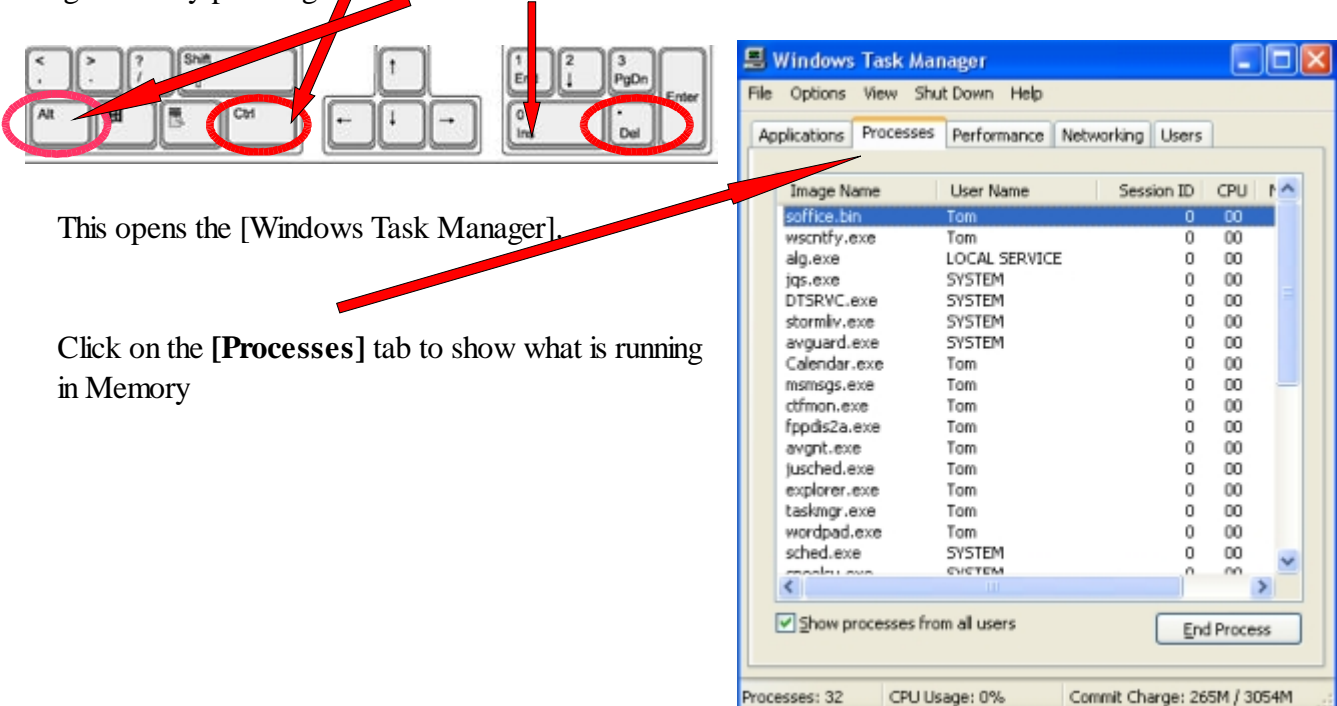 < > ? Shift ↑ 1 2 3
, . / End ↓ PgDn Enter
Alt Ctrl ← ↓ → 0 .
Ins Del
This opens the [Windows Task Manager].
Click on the [Processes] tab to show what is running
in Memory
Windows Task Manager
File Options View Shut Down Help
Applications Processes Performance Networking Users
Image Name User Name Session ID CPU
soffice.bin Tom 0 00
wscntfy.exe Tom 0 00
alg.exe LOCAL SERVICE 0 00
jqs.exe SYSTEM 0 00
DTSRVC.exe SYSTEM 0 00
stormliv.exe SYSTEM 0 00
avguard.exe SYSTEM 0 00
Calendar.exe Tom 0 00
msmsgs.exe Tom 0 00
ctfmon.exe Tom 0 00
fppdis2a.exe Tom 0 00
avgnt.exe Tom 0 00
jusched.exe Tom 0 00
explorer.exe Tom 0 00
taskmgr.exe Tom 0 00
wordpad.exe Tom 0 00
sched.exe SYSTEM 0 00
SYSTEM 0 00
Show processes from all users
End Process
Processes: 32 CPU Usage: 0% Commit Charge: 265M / 3054M